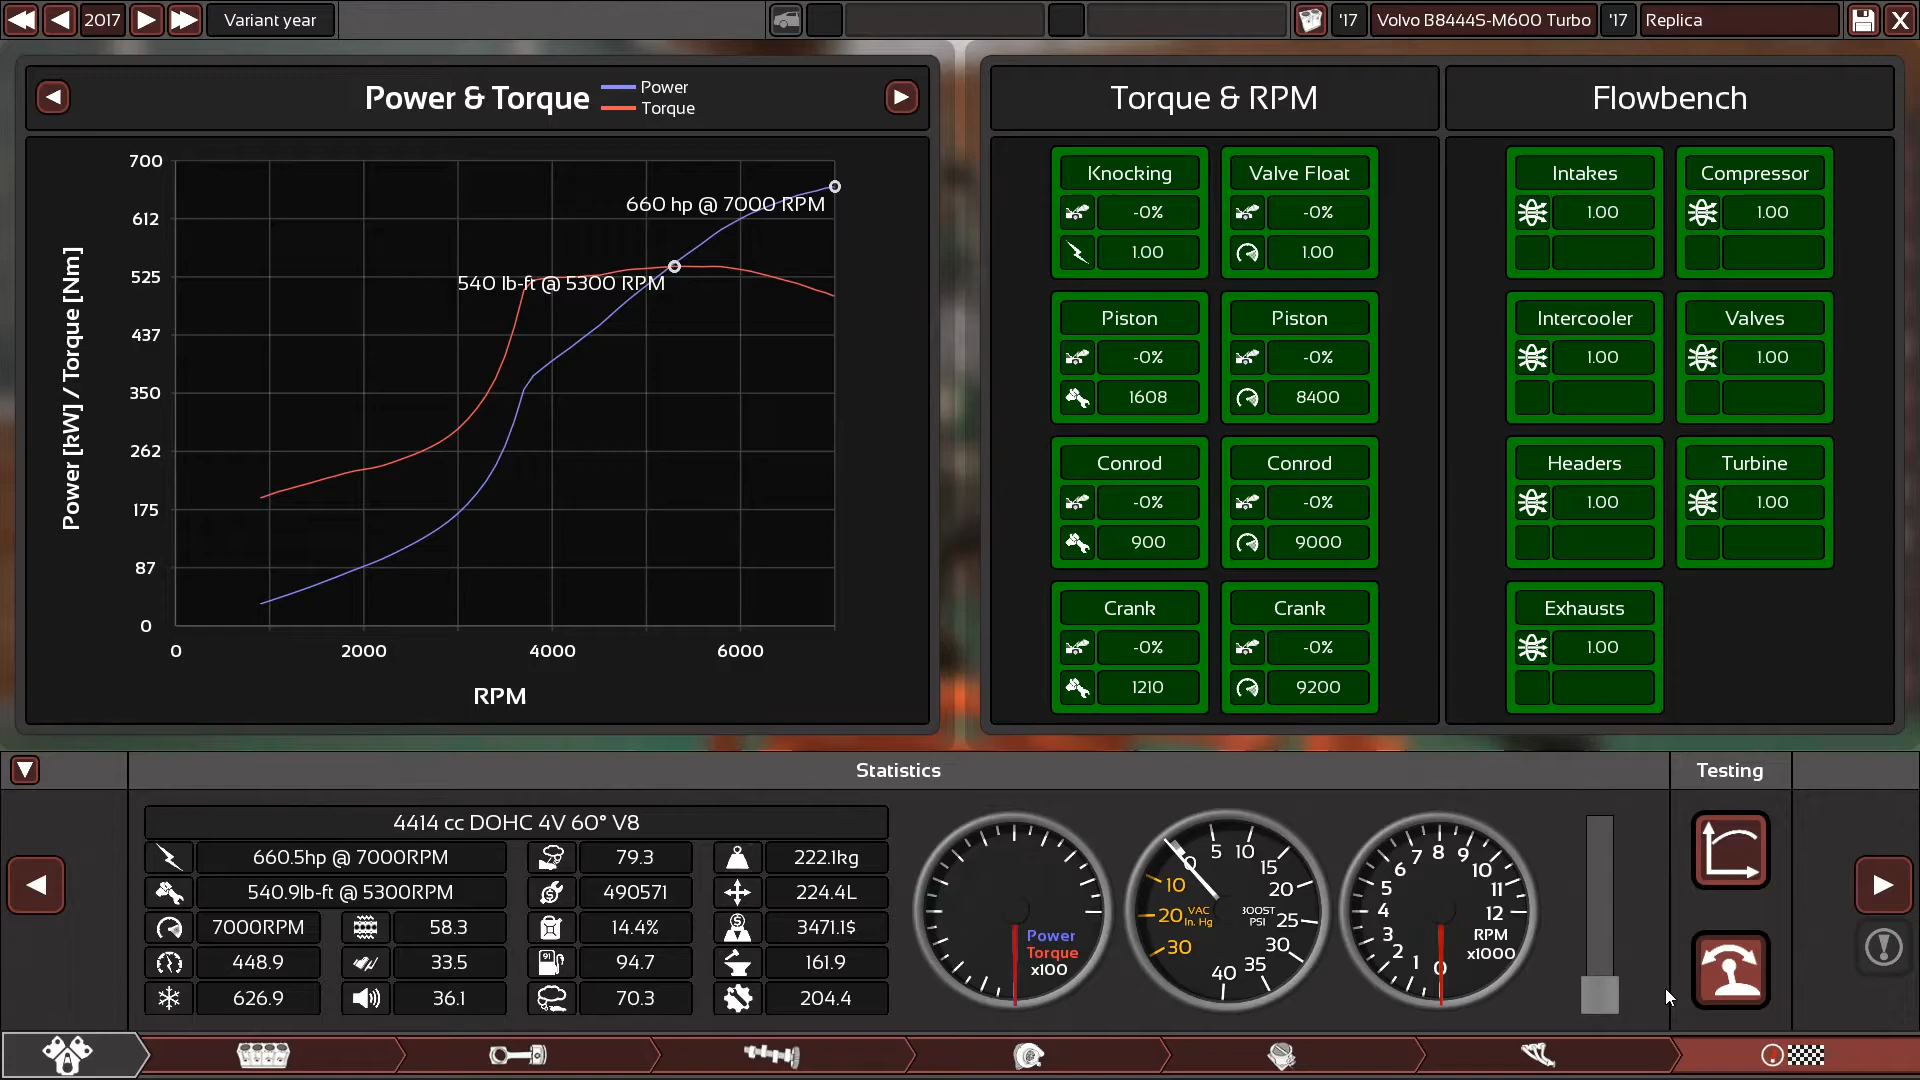 2017
Variant year
'17
Volvo B8444S-M600 Turbo
'17
Replica
Power & Torque
Power
Torque
700
612
525
437
350
262
175
87
0
Power [kW] / Torque [Nm]
660 hp @ 7000 RPM
540 lb-ft @ 5300 RPM
0
2000
4000
6000
RPM
Torque & RPM
Knocking
-0%
1.00
Valve Float
-0%
1.00
Piston
-0%
1608
Piston
-0%
8400
Conrod
-0%
900
Conrod
-0%
9000
Crank
-0%
1210
Crank
-0%
9200
Flowbench
Intakes
1.00
Compressor
1.00
Intercooler
1.00
Valves
1.00
Headers
1.00
Turbine
1.00
Exhausts
1.00
Statistics
Testing
4414 cc DOHC 4V 60° V8
660.5hp @ 7000RPM
79.3
222.1kg
540.9lb-ft @ 5300RPM
490571
224.4L
7000RPM
58.3
14.4%
3471.1$
448.9
33.5
91
94.7
161.9
626.9
36.1
70.3
204.4
Power
Torque
x100
0
5
10
15
20
25
30
35
40
10
20
30
VAC
In. Hg
BOOST
PSI
0
1
2
3
4
5
6
7
8
9
10
11
12
RPM
x1000